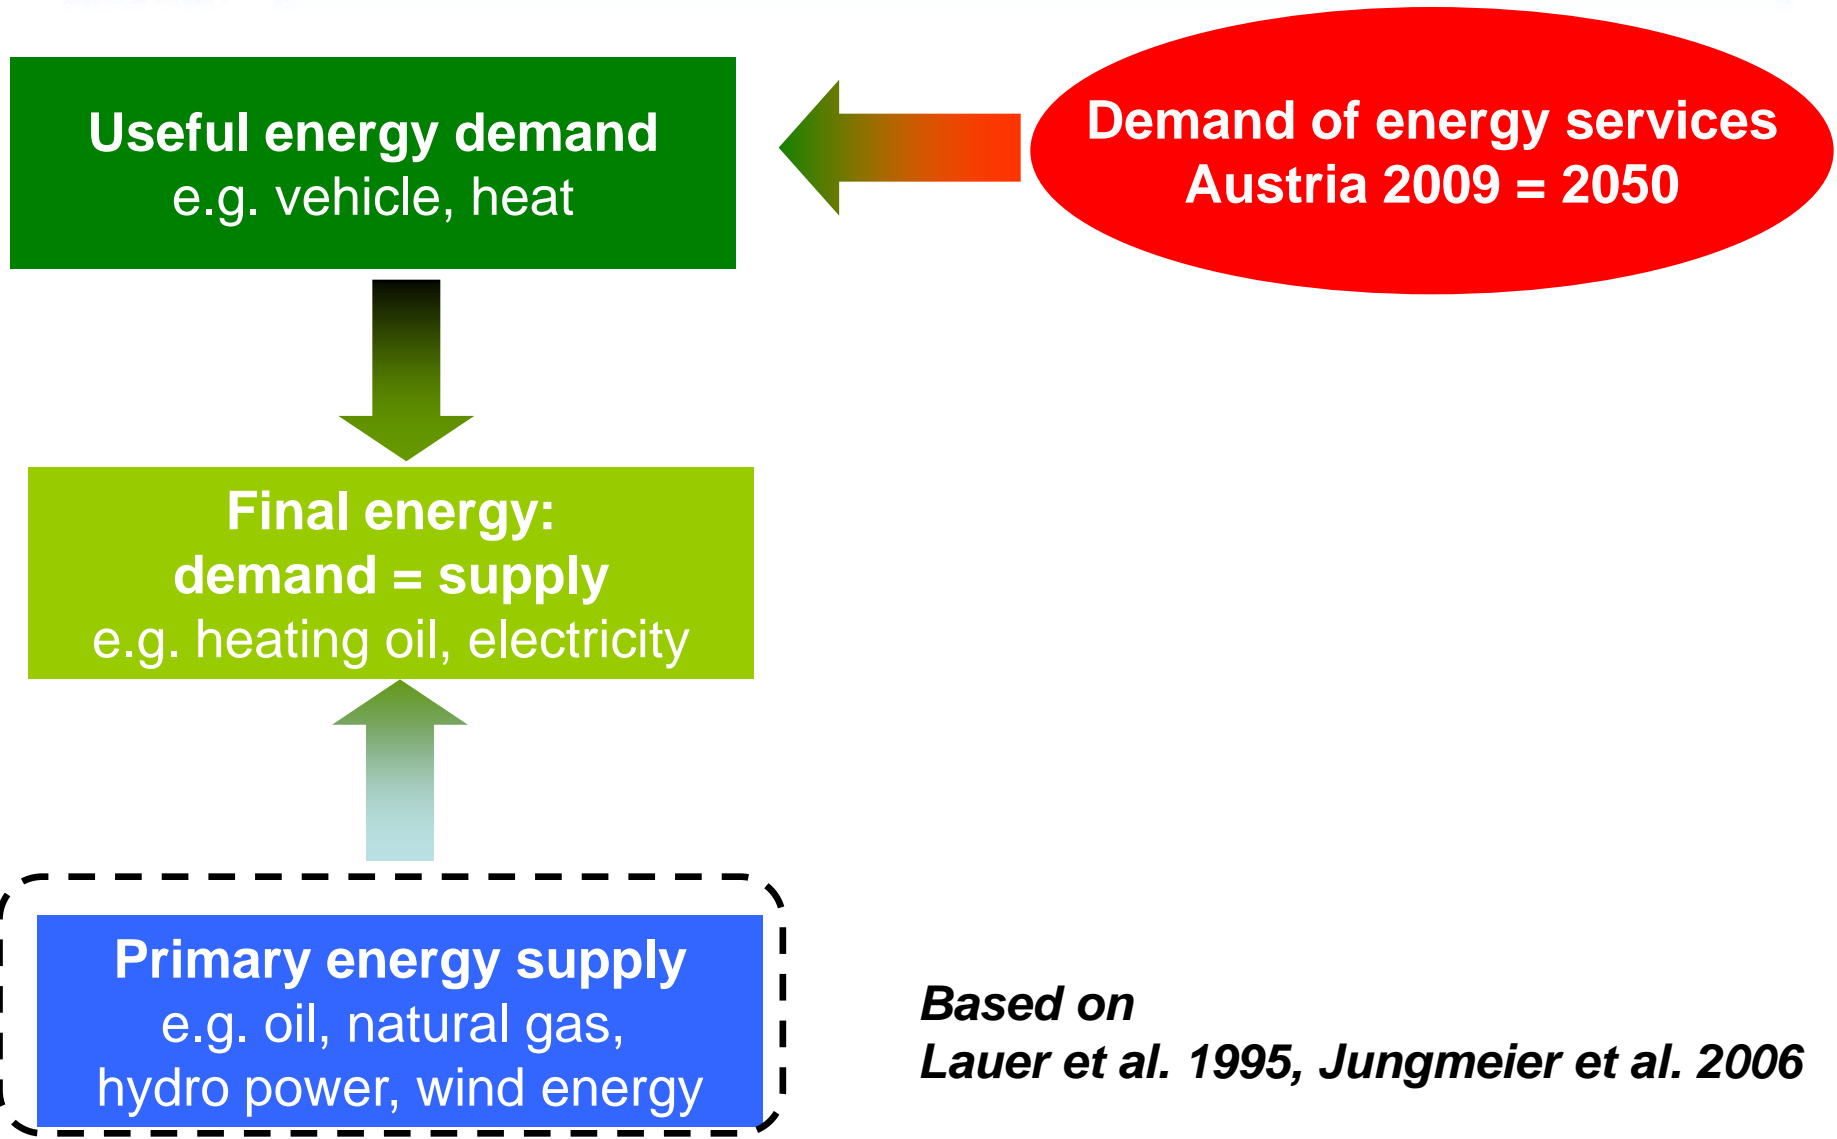 Useful energy demand
e.g. vehicle, heat
Demand of energy services
Austria 2009 = 2050
Final energy:
demand = supply
e.g. heating oil, electricity
Primary energy supply
e.g. oil, natural gas,
hydro power, wind energy
Based on
Lauer et al. 1995, Jungmeier et al. 2006